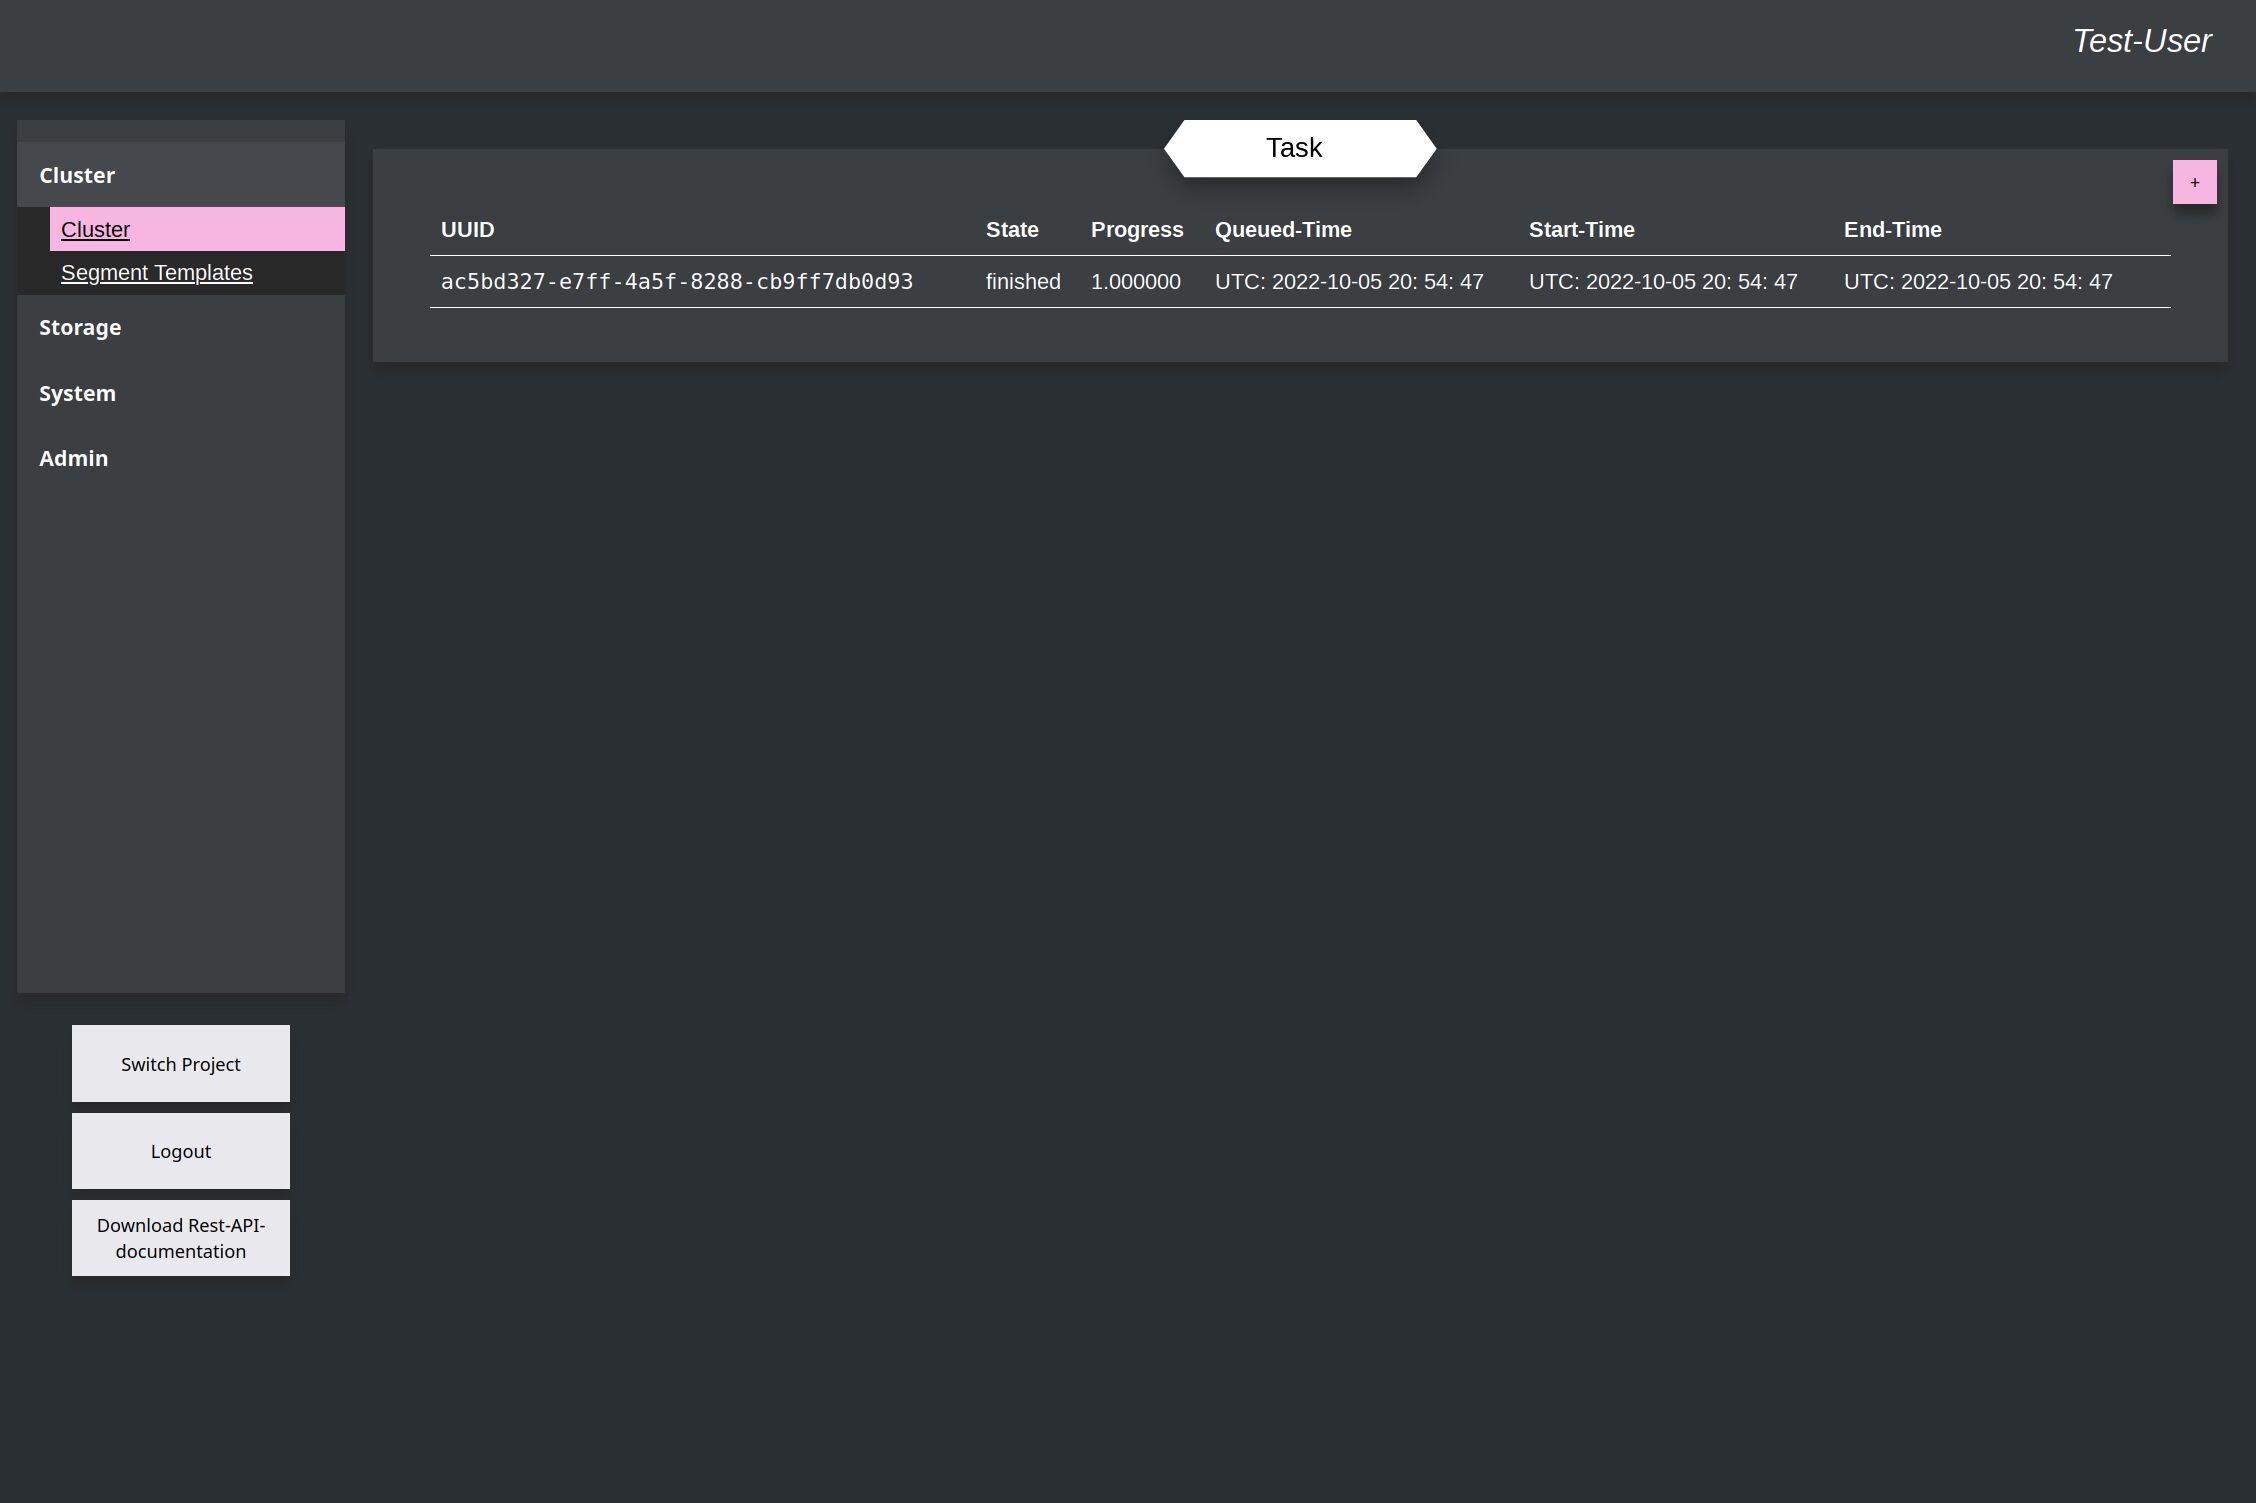 Test-User
Cluster
Cluster
Segment Templates
Storage
System
Admin
Switch Project
Logout
Download Rest-API-
documentation
Task
+
UUID State Progress Queued-Time Start-Time End-Time
ac5bd327-e7ff-4a5f-8288-cb9ff7db0d93 finished 1.000000 UTC: 2022-10-05 20: 54: 47 UTC: 2022-10-05 20: 54: 47 UTC: 2022-10-05 20: 54: 47